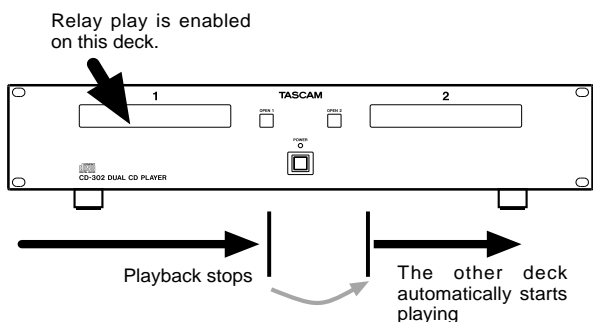 Relay play is enabled
on this deck.
1
TASCAM
2
OPEN 1
OPEN 2
POWER
CD-302 DUAL CD PLAYER
Playback stops
The other deck
automatically starts
playing